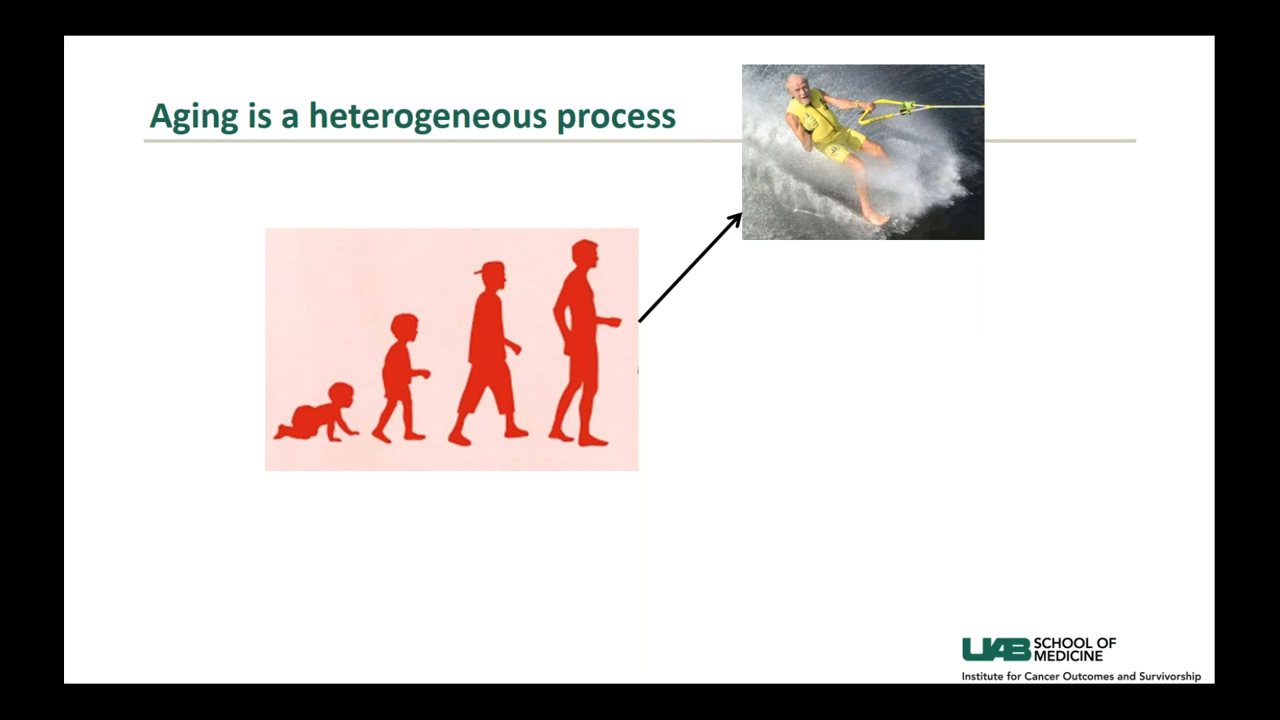 Aging is a heterogeneous process
UAB SCHOOL OF
MEDICINE
Institute for Cancer Outcomes and Survivorship